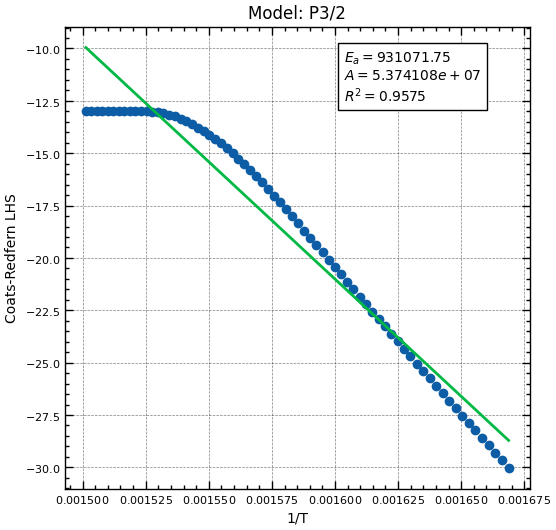 Model: P3/2
−10.0
−12.5
−15.0
−17.5
−20.0
−22.5
−25.0
−27.5
−30.0
Coats-Redfern LHS
E_a = 931071.75
A = 5.374108e + 07
R² = 0.9575
0.001500 0.001525 0.001550 0.001575 0.001600 0.001625 0.001650 0.001675
1/T